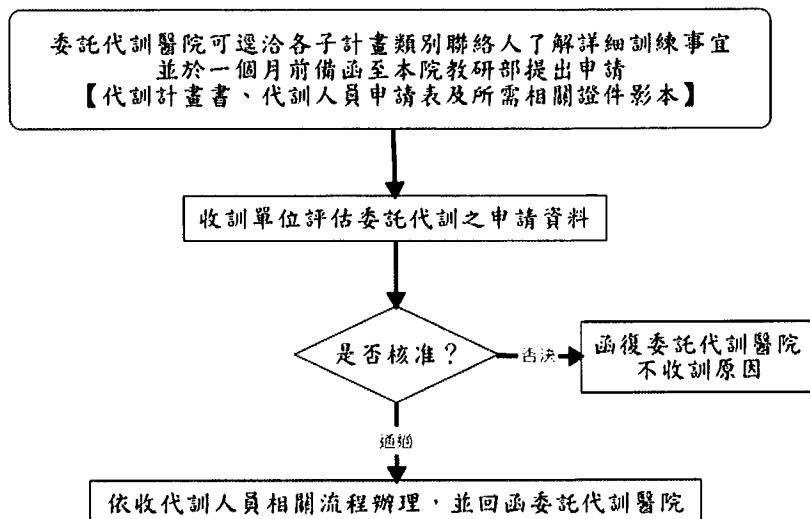 委託代訓醫院可逕洽各子計畫類別聯絡人了解詳細訓練事宜
並於一個月前備函至本院教研部提出申請
【代訓計畫書、代訓人員申請表及所需相關證件影本】
收訓單位評估委託代訓之申請資料
是否核准？
否決
函復委託代訓醫院
不收訓原因
通過
依收代訓人員相關流程辦理，並回函委託代訓醫院